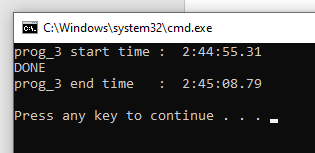 C:\Windows\system32\cmd.exe
prog_3 start time :  2:44:55.31
DONE
prog_3 end time   :  2:45:08.79
Press any key to continue . . .